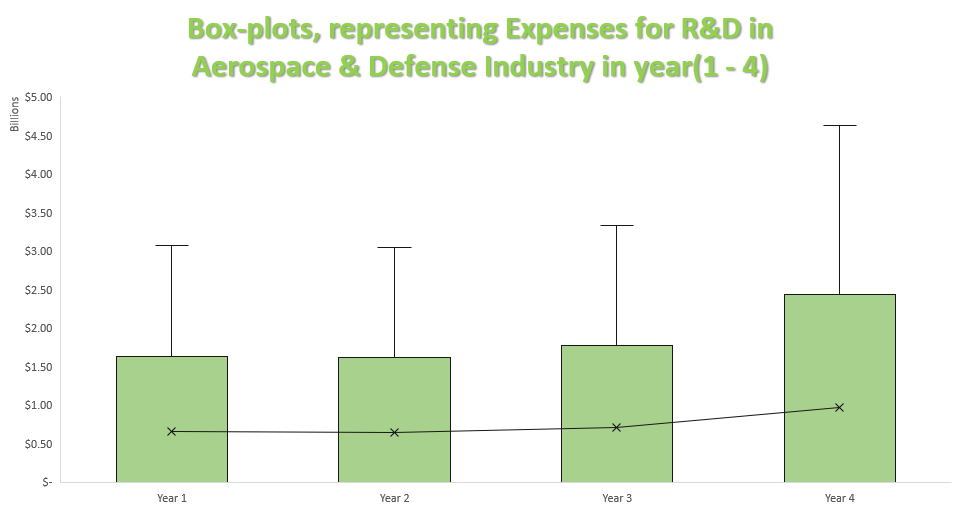 Box-plots, representing Expenses for R&D in
Aerospace & Defense Industry in year(1 - 4)
Billions
$5.00
$4.50
$4.00
$3.50
$3.00
$2.50
$2.00
$1.50
$1.00
$0.50
$-
Year 1
Year 2
Year 3
Year 4